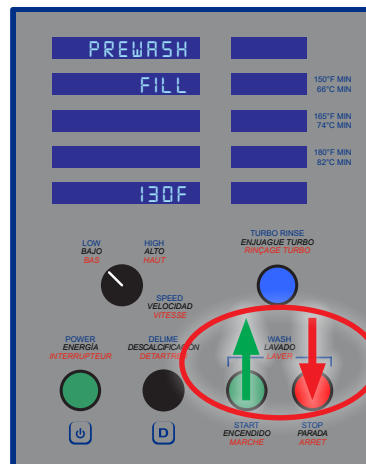 PREWASH
FILL
150°F MIN
66°C MIN
165°F MIN
74°C MIN
180°F MIN
82°C MIN
130F
LOW
BAJO
BAS
HIGH
ALTO
HAUT
SPEED
VELOCIDAD
VITESSE
TURBO RINSE
ENJUAGUE TURBO
RINÇAGE TURBO
POWER
ENERGÍA
INTERRUPTEUR
DELIME
DESCALCIFICACIÓN
DÉTARTRER
WASH
LAVADO
LAVER
START
ENCENDIDO
MARCHE
STOP
PARADA
ARRET
D